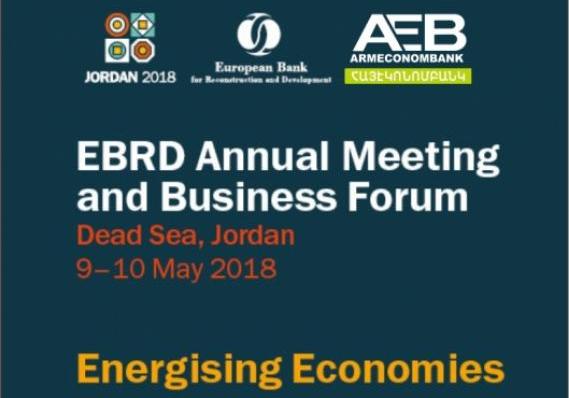 JORDAN 2018
European Bank
for Reconstruction and Development
AEB
ARMECONOMBANK
ՀԱՅԷԿՈՆՈՄԲԱՆԿ
EBRD Annual Meeting
and Business Forum
Dead Sea, Jordan
9–10 May 2018
Energising Economies